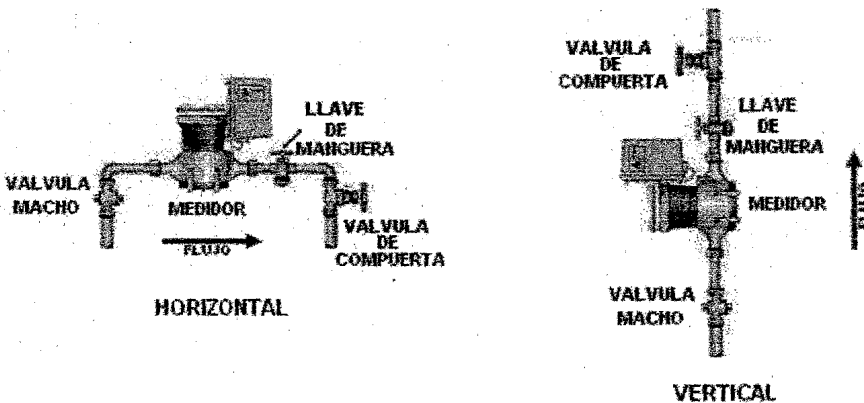 LLAVE
DE
MANGUERA
VALVULA
MACHO
MEDIDOR
FLUJO
VALVULA
DE
COMPUERTA
HORIZONTAL
VALVULA
DE
COMPUERTA
LLAVE
DE
MANGUERA
MEDIDOR
FLUJO
VALVULA
MACHO
VERTICAL